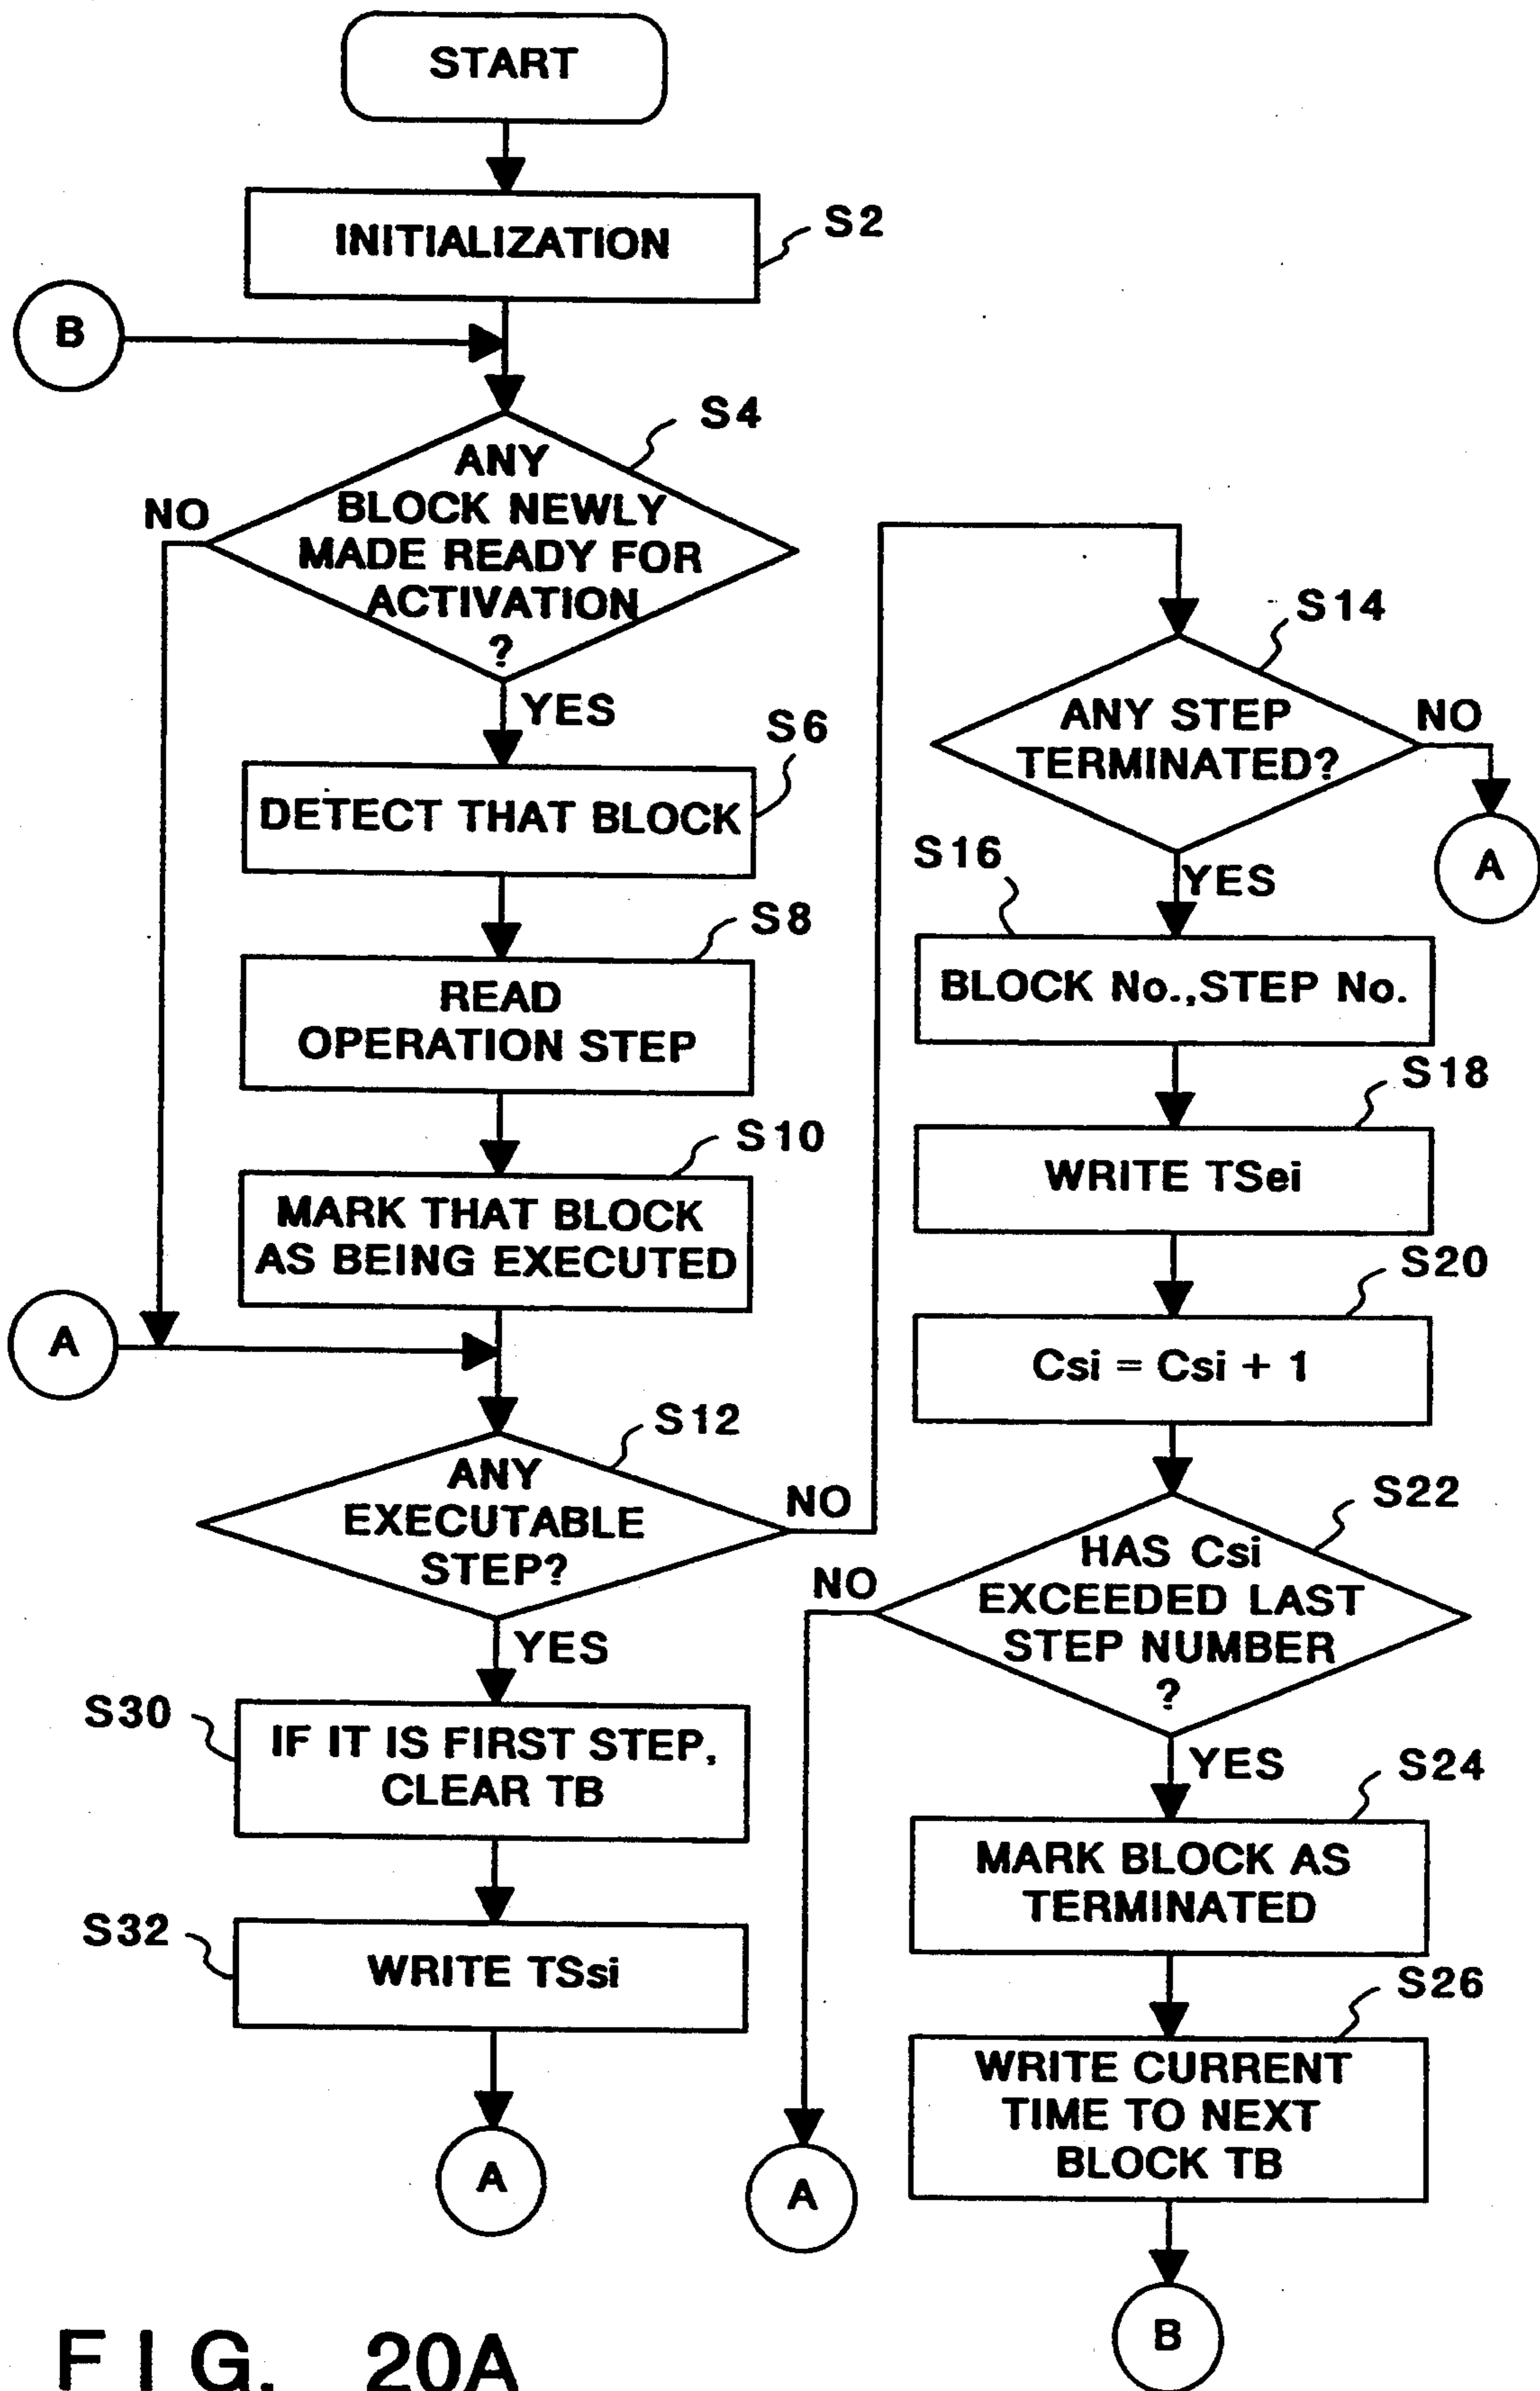 START
INITIALIZATION
S2
B
S4
ANY
BLOCK NEWLY
MADE READY FOR
ACTIVATION
?
NO
YES
S6
DETECT THAT BLOCK
S8
READ
OPERATION STEP
S10
MARK THAT BLOCK
AS BEING EXECUTED
A
S12
ANY
EXECUTABLE
STEP?
NO
YES
S30
IF IT IS FIRST STEP,
CLEAR TB
S32
WRITE TSsi
A
S14
ANY STEP
TERMINATED?
NO
A
YES
S16
BLOCK No.,STEP No.
S18
WRITE TSei
S20
Csi = Csi + 1
S22
HAS Csi
EXCEEDED LAST
STEP NUMBER
?
NO
A
YES
S24
MARK BLOCK AS
TERMINATED
S26
WRITE CURRENT
TIME TO NEXT
BLOCK TB
B
FIG. 20A